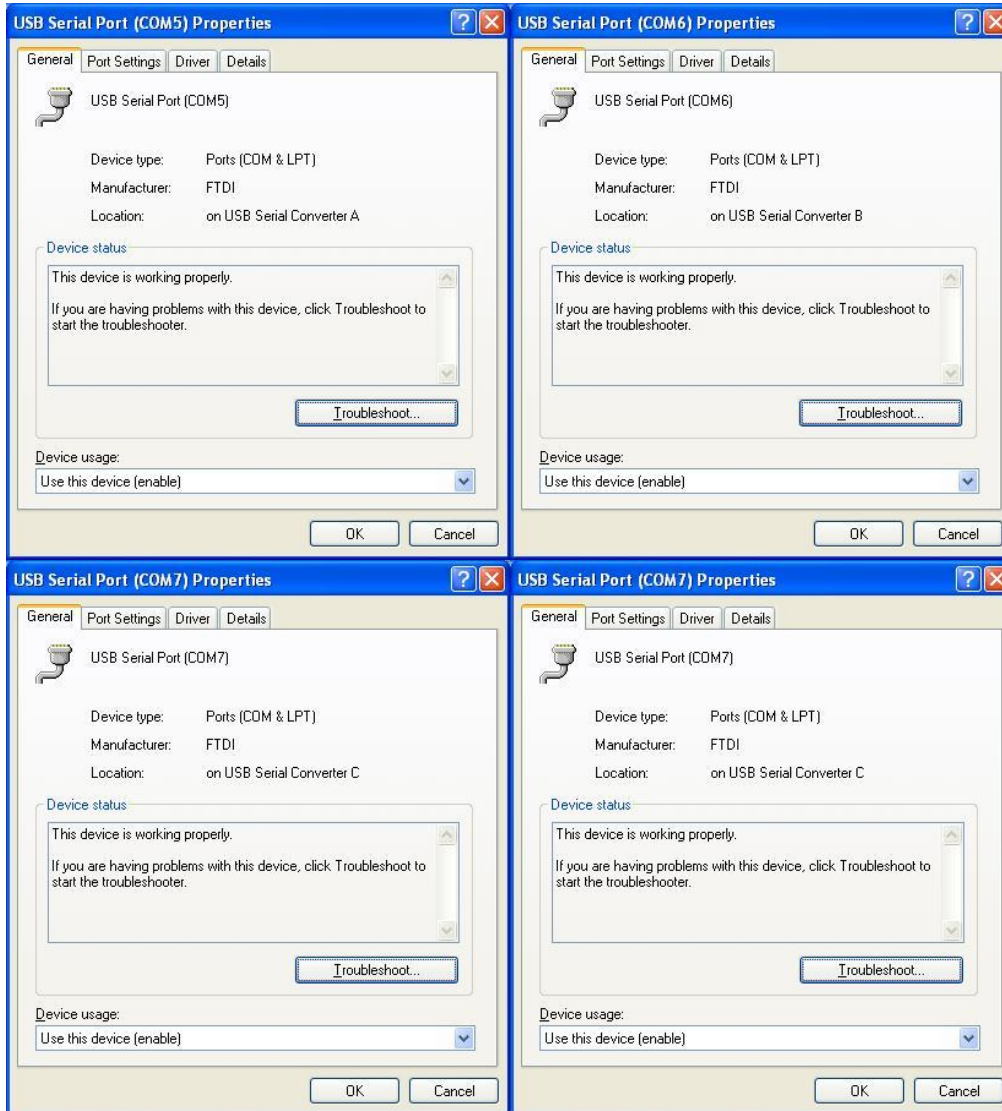 USB Serial Port (COM5) Properties
General Port Settings Driver Details
USB Serial Port (COM5)
Device type: Ports (COM & LPT)
Manufacturer: FTDI
Location: on USB Serial Converter A
Device status
This device is working properly.
If you are having problems with this device, click Troubleshoot to
start the troubleshooter.
Troubleshoot...
Device usage:
Use this device (enable)
OK Cancel
USB Serial Port (COM6) Properties
General Port Settings Driver Details
USB Serial Port (COM6)
Device type: Ports (COM & LPT)
Manufacturer: FTDI
Location: on USB Serial Converter B
Device status
This device is working properly.
If you are having problems with this device, click Troubleshoot to
start the troubleshooter.
Troubleshoot...
Device usage:
Use this device (enable)
OK Cancel
USB Serial Port (COM7) Properties
General Port Settings Driver Details
USB Serial Port (COM7)
Device type: Ports (COM & LPT)
Manufacturer: FTDI
Location: on USB Serial Converter C
Device status
This device is working properly.
If you are having problems with this device, click Troubleshoot to
start the troubleshooter.
Troubleshoot...
Device usage:
Use this device (enable)
OK Cancel
USB Serial Port (COM7) Properties
General Port Settings Driver Details
USB Serial Port (COM7)
Device type: Ports (COM & LPT)
Manufacturer: FTDI
Location: on USB Serial Converter C
Device status
This device is working properly.
If you are having problems with this device, click Troubleshoot to
start the troubleshooter.
Troubleshoot...
Device usage:
Use this device (enable)
OK Cancel